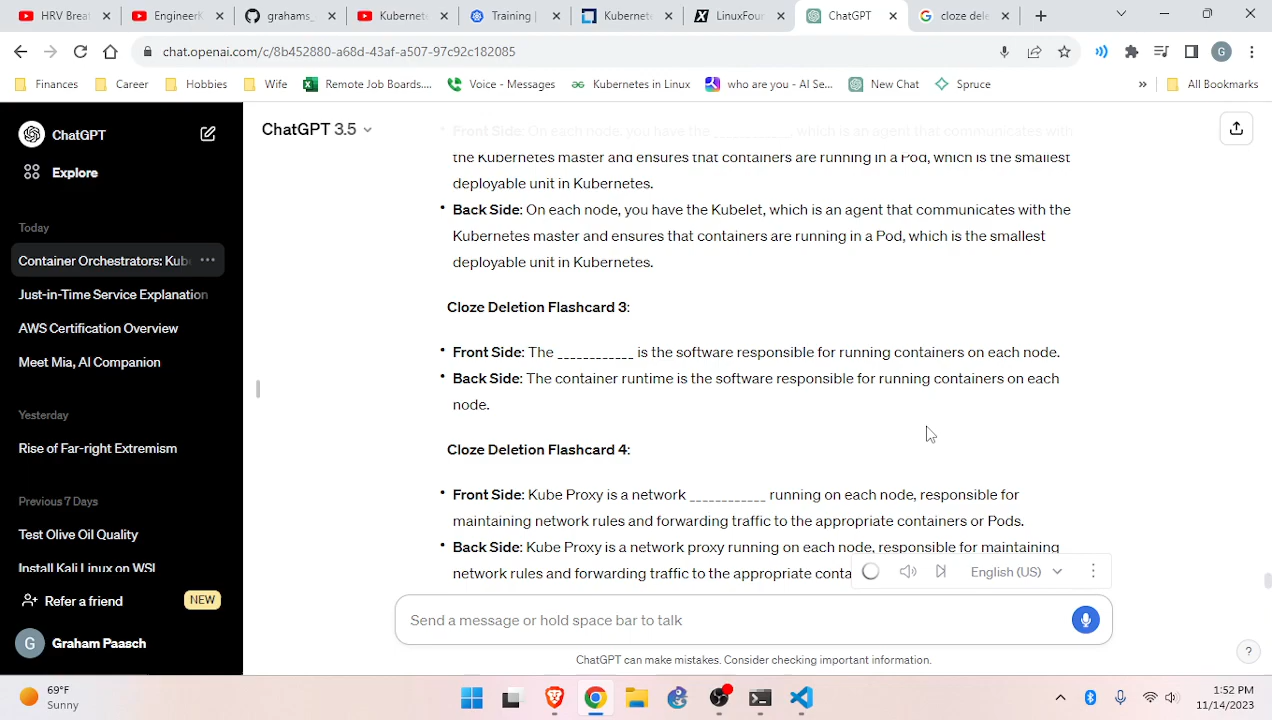 HRV Breat
EngineerK
grahams_
Kubernet
Training |
Kubernet
LinuxFour
ChatGPT
cloze dele
chat.openai.com/c/8b452880-a68d-43af-a507-97c92c182085
G
Finances
Career
Hobbies
Wife
Remote Job Boards....
Voice - Messages
Kubernetes in Linux
who are you - AI Se...
New Chat
Spruce
»
All Bookmarks
ChatGPT
Explore
Today
Container Orchestrators: Kub
Just-in-Time Service Explanation
AWS Certification Overview
Meet Mia, AI Companion
Yesterday
Rise of Far-right Extremism
Previous 7 Days
Test Olive Oil Quality
Install Kali Linux on WSL
Refer a friend
NEW
G
Graham Paasch
ChatGPT 3.5
• Front Side: On each node, you have the ____________, which is an agent that communicates with
the Kubernetes master and ensures that containers are running in a Pod, which is the smallest
deployable unit in Kubernetes.
• Back Side: On each node, you have the Kubelet, which is an agent that communicates with the
Kubernetes master and ensures that containers are running in a Pod, which is the smallest
deployable unit in Kubernetes.
Cloze Deletion Flashcard 3:
• Front Side: The ____________ is the software responsible for running containers on each node.
• Back Side: The container runtime is the software responsible for running containers on each
node.
Cloze Deletion Flashcard 4:
• Front Side: Kube Proxy is a network ____________ running on each node, responsible for
maintaining network rules and forwarding traffic to the appropriate containers or Pods.
• Back Side: Kube Proxy is a network proxy running on each node, responsible for maintaining
network rules and forwarding traffic to the appropriate conta
English (US)
Send a message or hold space bar to talk
ChatGPT can make mistakes. Consider checking important information.
?
69°F
Sunny
1:52 PM
11/14/2023